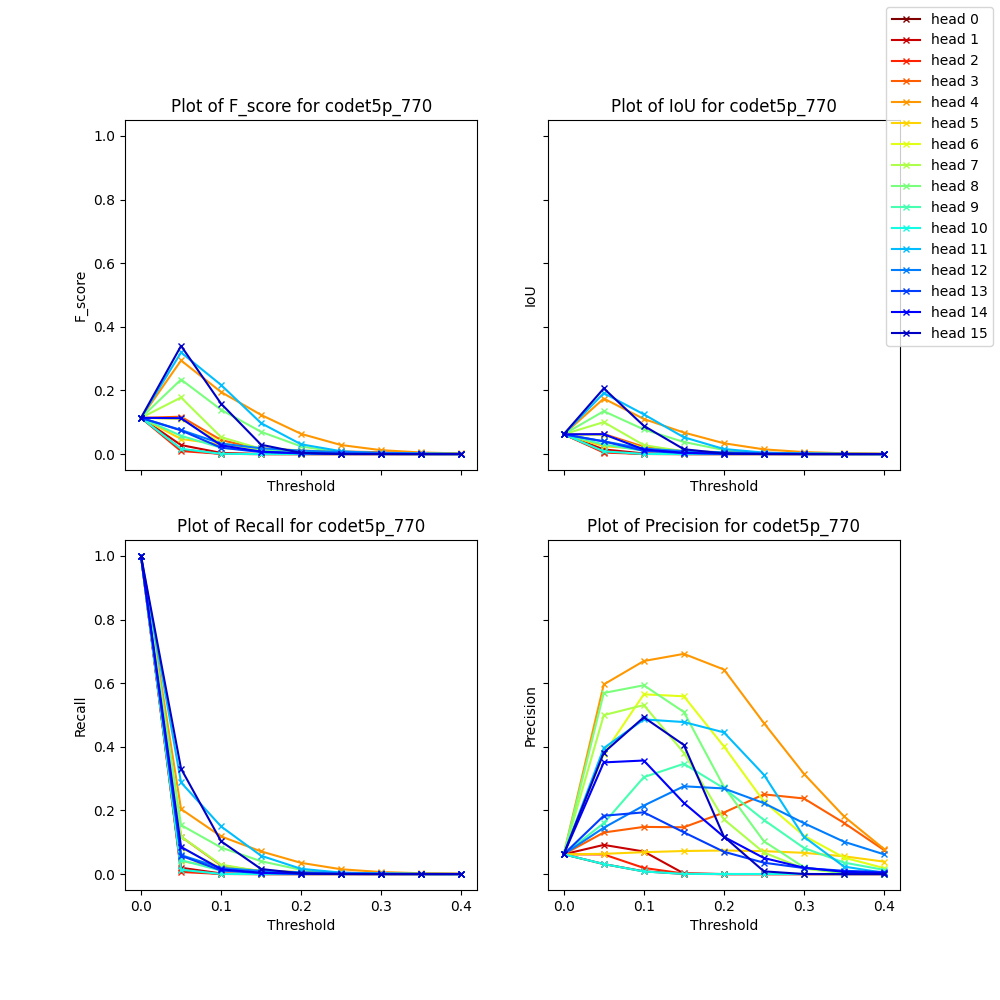 head 0
head 1
head 2
head 3
head 4
head 5
head 6
head 7
head 8
head 9
head 10
head 11
head 12
head 13
head 14
head 15
Plot of F_score for codet5p_770
1.0
0.8
0.6
0.4
0.2
0.0
F_score
Threshold
Plot of IoU for codet5p_770
IoU
Threshold
Plot of Recall for codet5p_770
1.0
0.8
0.6
0.4
0.2
0.0
Recall
0.0 0.1 0.2 0.3 0.4
Threshold
Plot of Precision for codet5p_770
Precision
0.0 0.1 0.2 0.3 0.4
Threshold